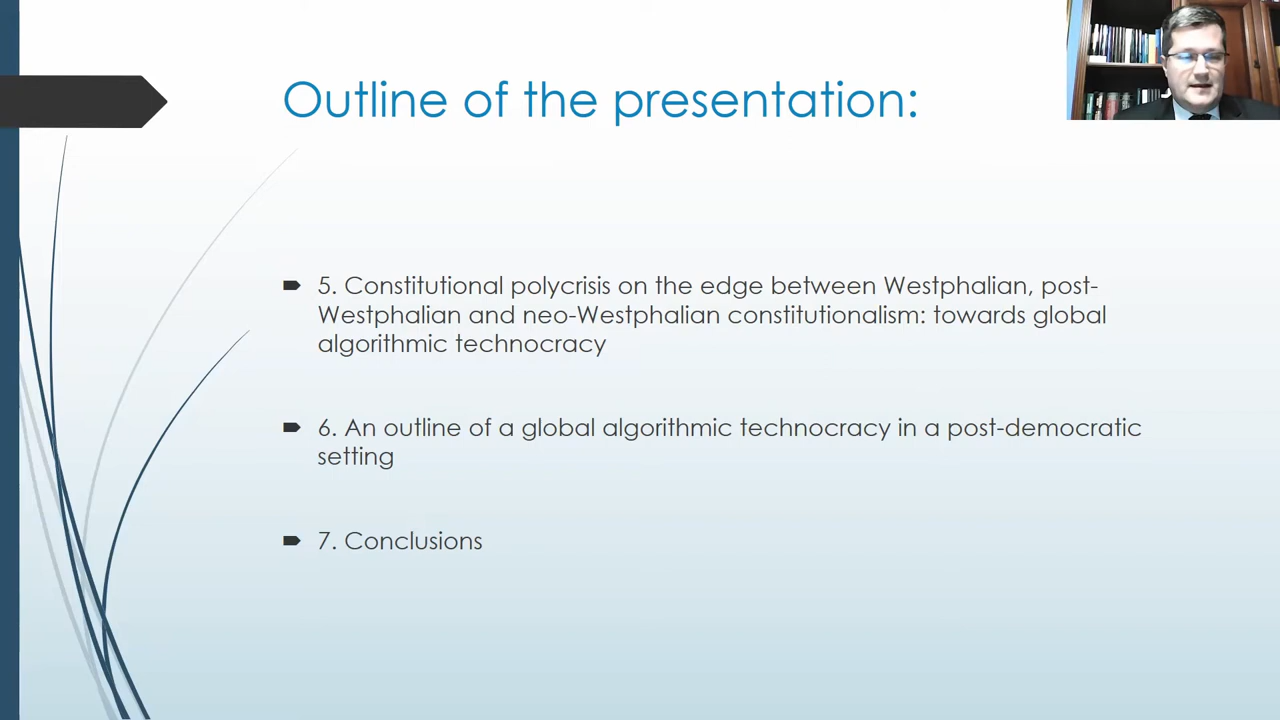 Outline of the presentation:
5. Constitutional polycrisis on the edge between Westphalian, post-
Westphalian and neo-Westphalian constitutionalism: towards global
algorithmic technocracy
6. An outline of a global algorithmic technocracy in a post-democratic
setting
7. Conclusions